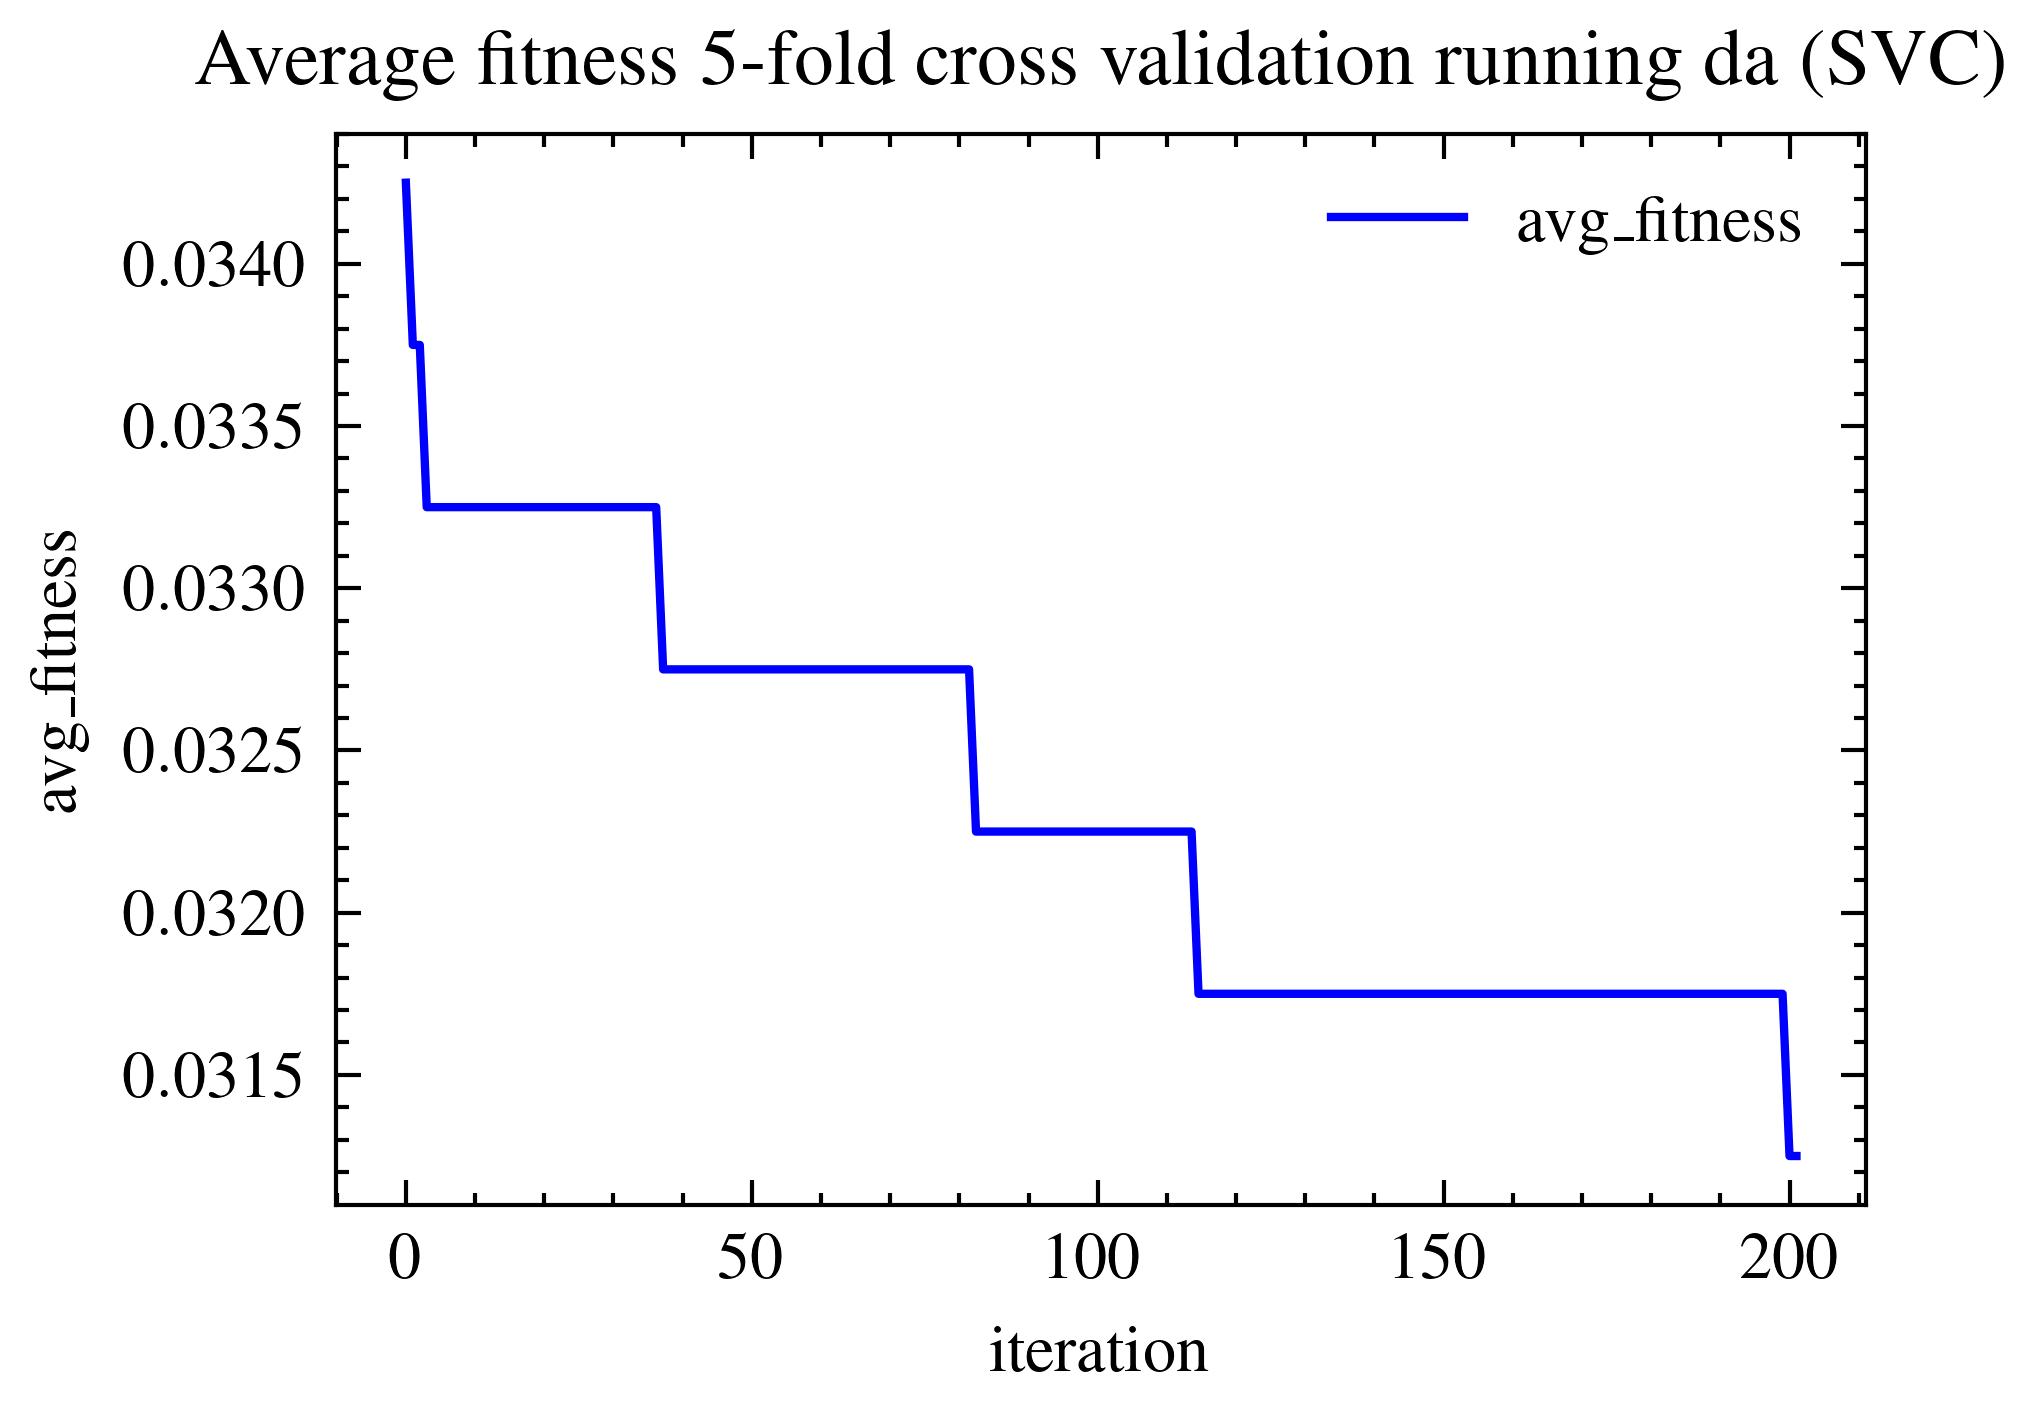 Average fitness 5-fold cross validation running da (SVC)
avg_fitness
0.0340
0.0335
0.0330
0.0325
0.0320
0.0315
avg_fitness
0 50 100 150 200
iteration